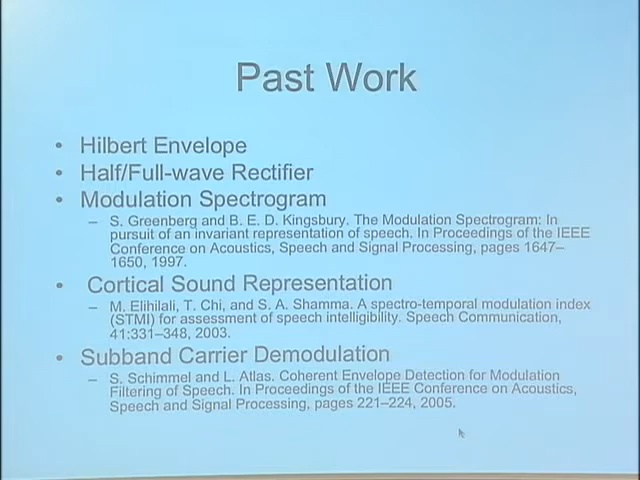 Past Work
• Hilbert Envelope
• Half/Full-wave Rectifier
• Modulation Spectrogram
– S. Greenberg and B. E. D. Kingsbury. The Modulation Spectrogram: In
pursuit of an invariant representation of speech. In Proceedings of the IEEE
Conference on Acoustics, Speech and Signal Processing, pages 1647–
1650, 1997.
• Cortical Sound Representation
– M. Elihilali, T. Chi, and S. A. Shamma. A spectro-temporal modulation index
(STMI) for assessment of speech intelligibility. Speech Communication,
41:331–348, 2003.
• Subband Carrier Demodulation
– S. Schimmel and L. Atlas. Coherent Envelope Detection for Modulation
Filtering of Speech. In Proceedings of the IEEE Conference on Acoustics,
Speech and Signal Processing, pages 221–224, 2005.